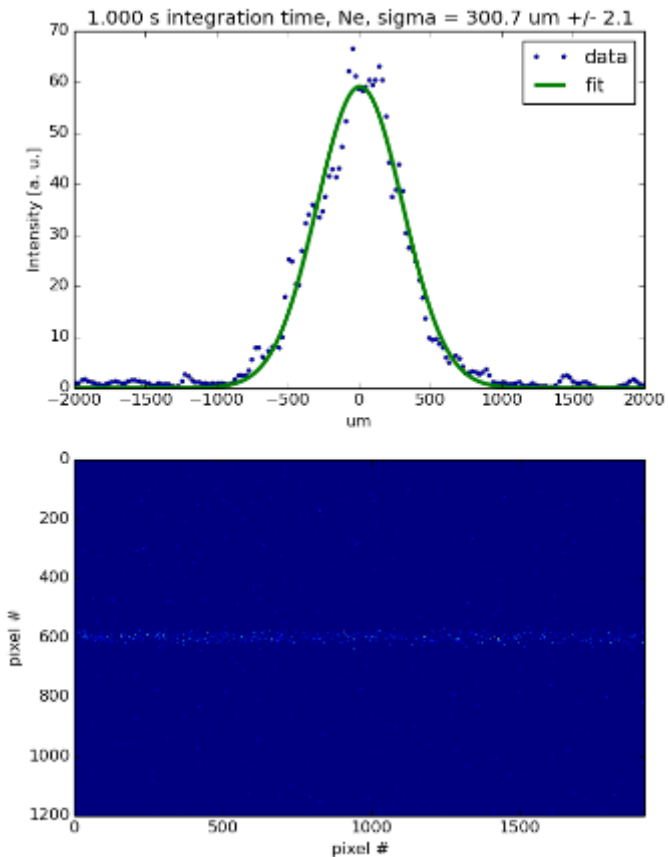 1.000 s integration time, Ne, sigma = 300.7 um +/- 2.1
70
60
50
40
30
20
10
0
Intensity [a. u.]
data
fit
−2000 −1500 −1000 −500 0 500 1000 1500 2000
um
0
200
400
600
800
1000
1200
pixel #
0 500 1000 1500
pixel #